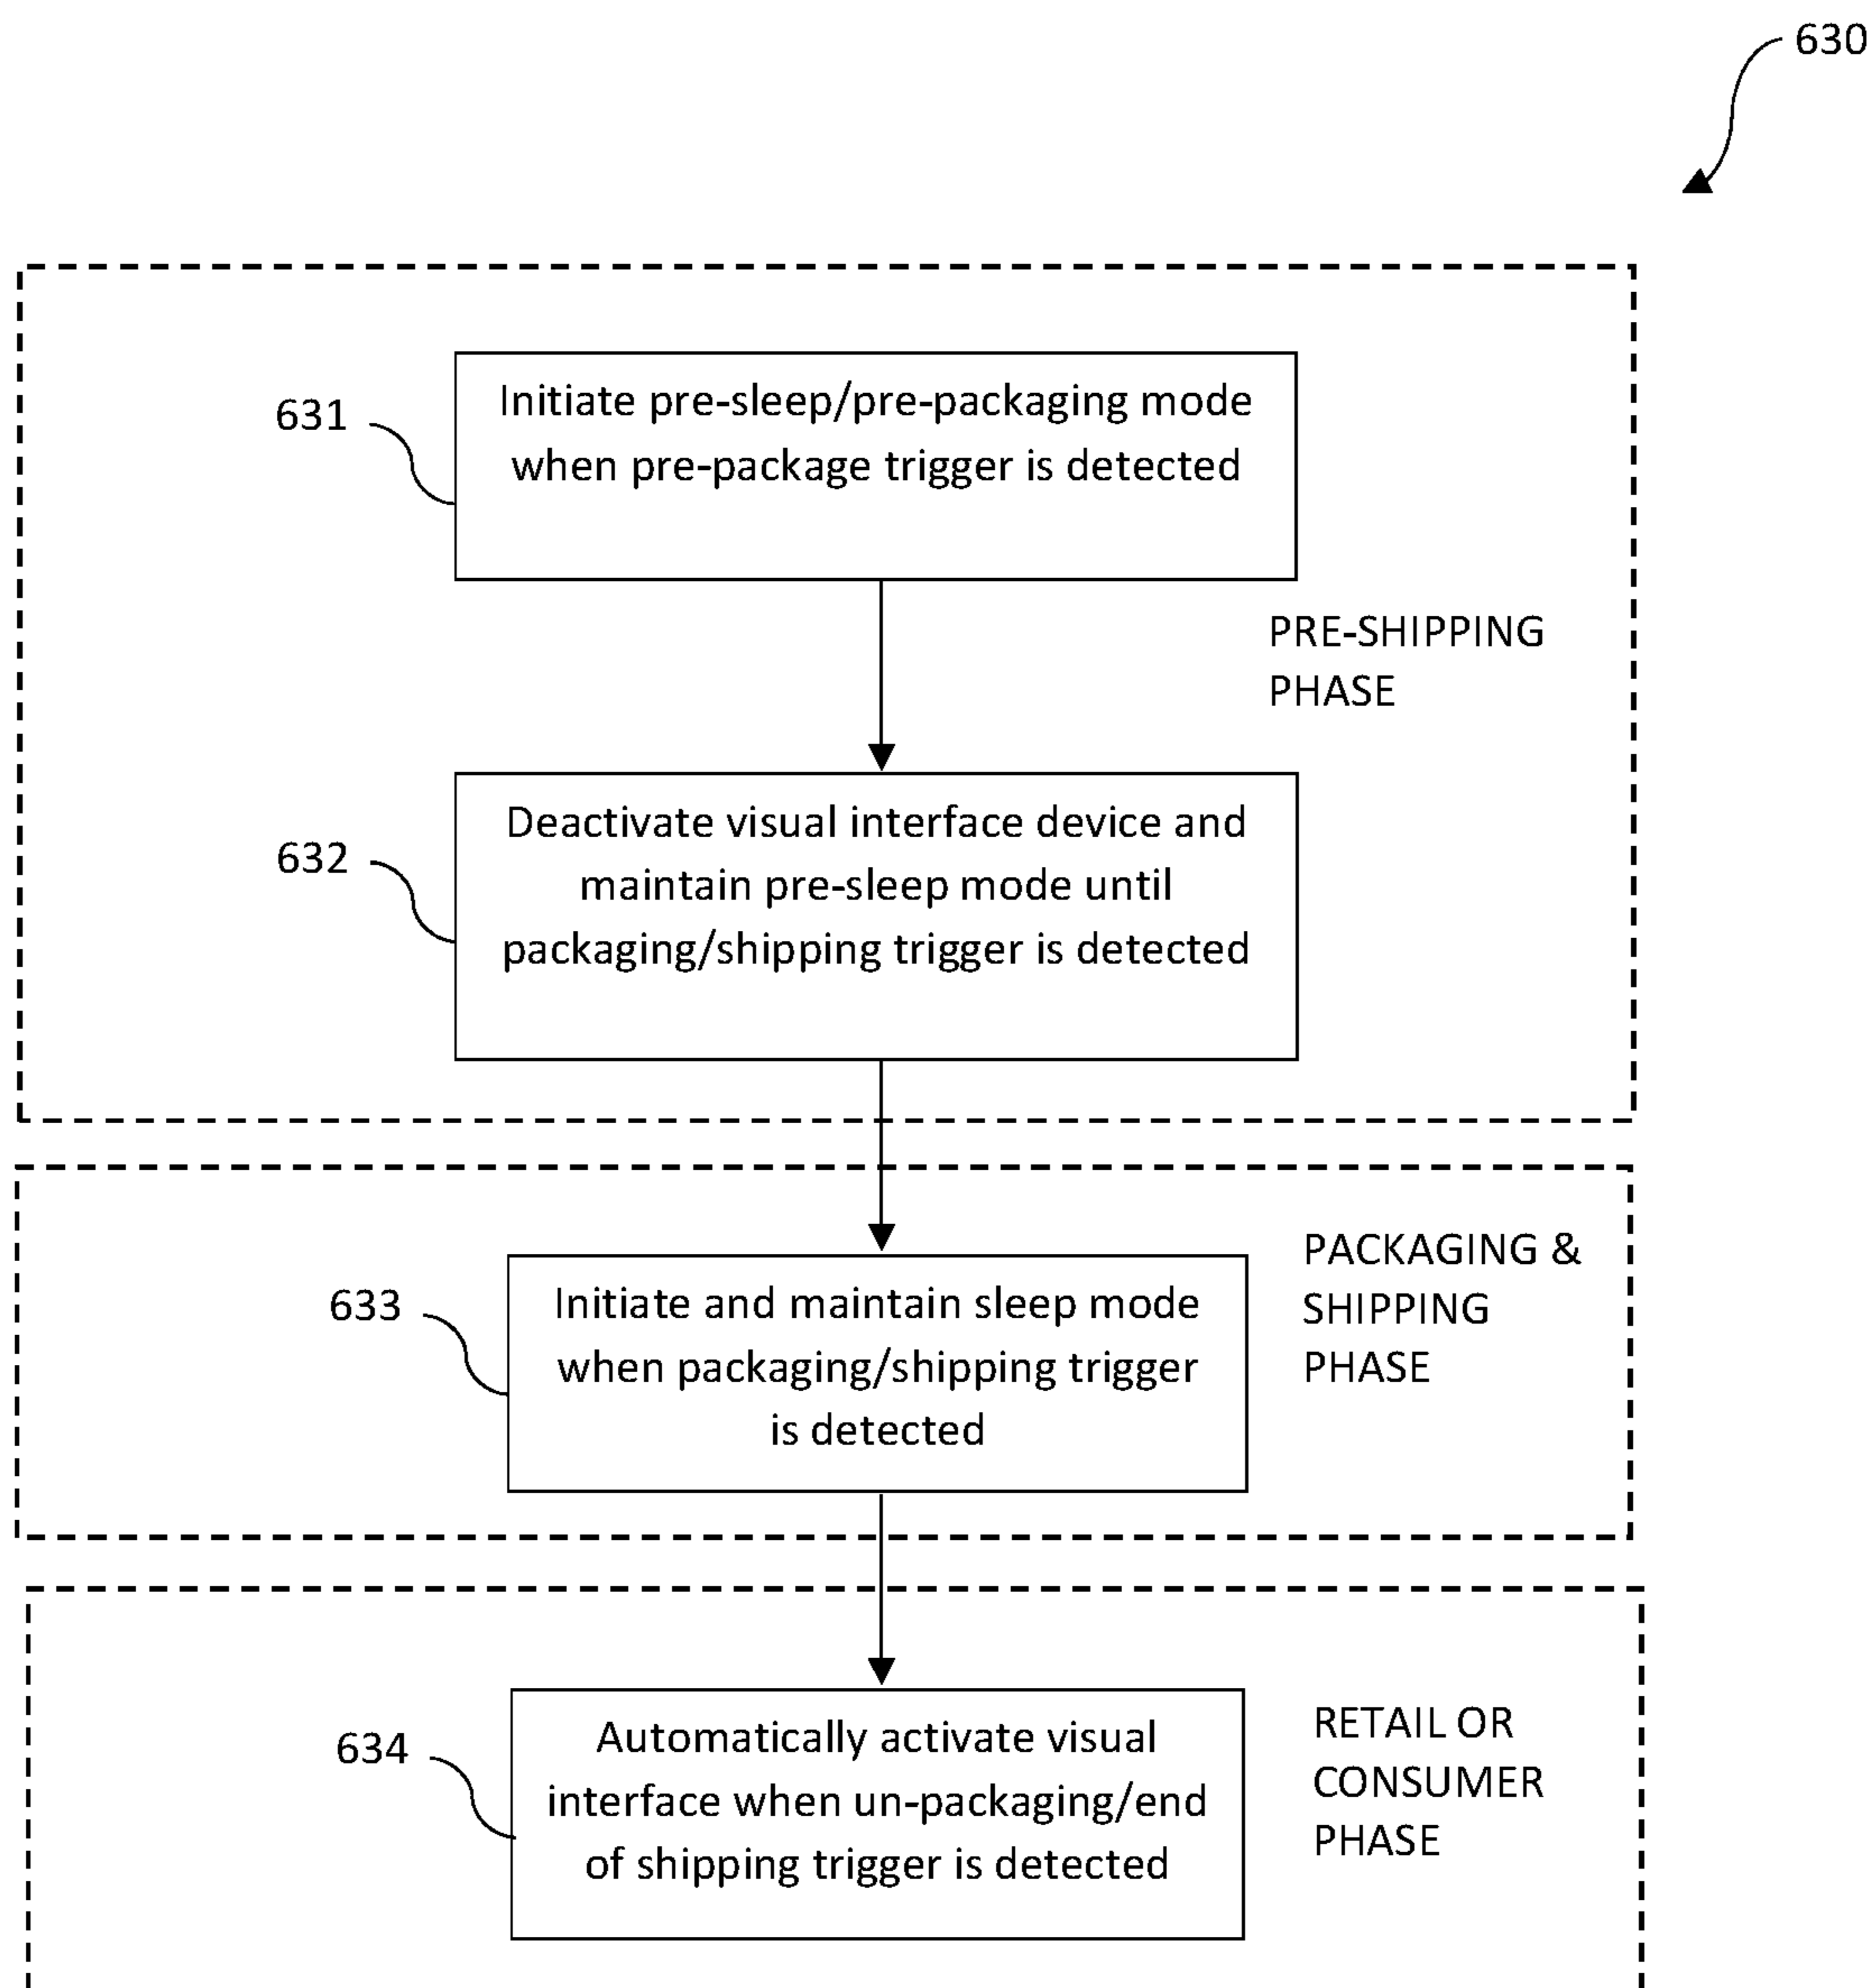 630
631
Initiate pre-sleep/pre-packaging mode
when pre-package trigger is detected
PRE-SHIPPING
PHASE
632
Deactivate visual interface device and
maintain pre-sleep mode until
packaging/shipping trigger is detected
633
Initiate and maintain sleep mode
when packaging/shipping trigger
is detected
PACKAGING &
SHIPPING
PHASE
634
Automatically activate visual
interface when un-packaging/end
of shipping trigger is detected
RETAIL OR
CONSUMER
PHASE